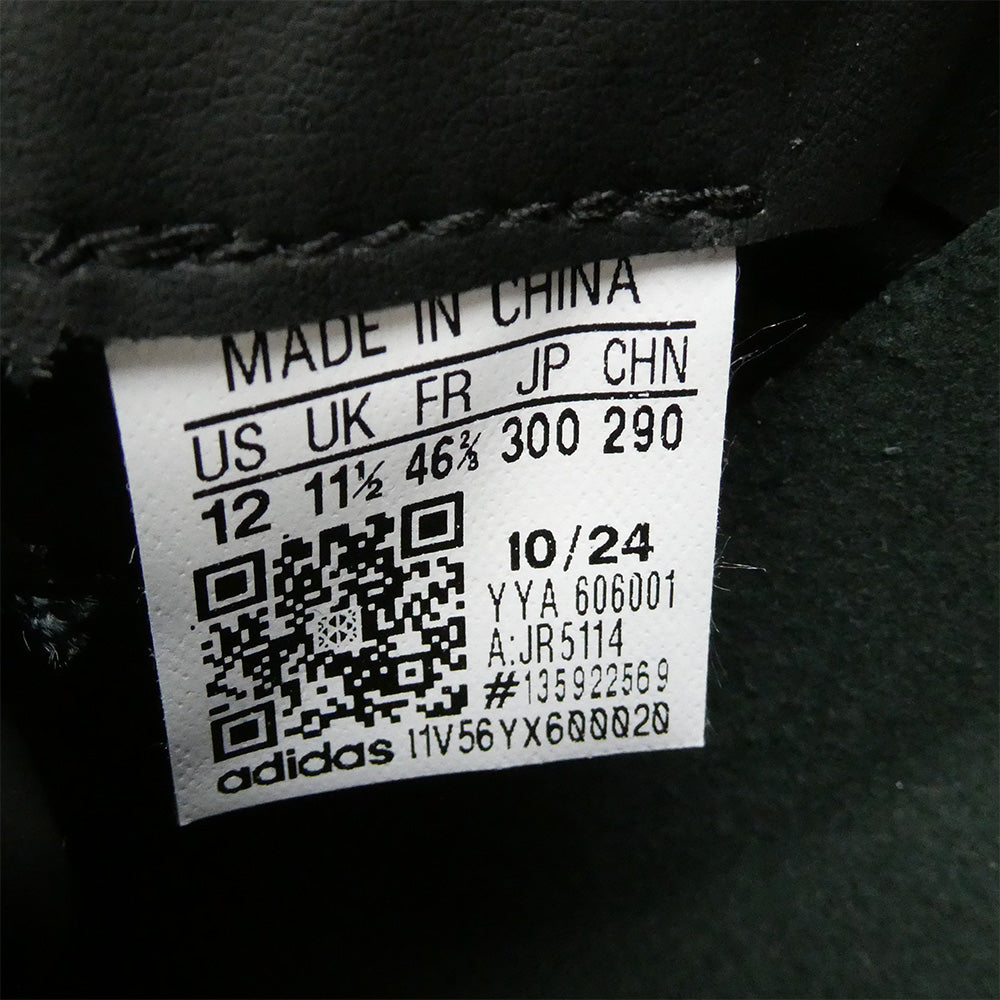 MADE IN CHINA
US UK FR JP CHN
12 11½ 46⅔ 300 290
10/24
YYA 606001
A:JR5114
#135922569
adidas 11V56YX600020